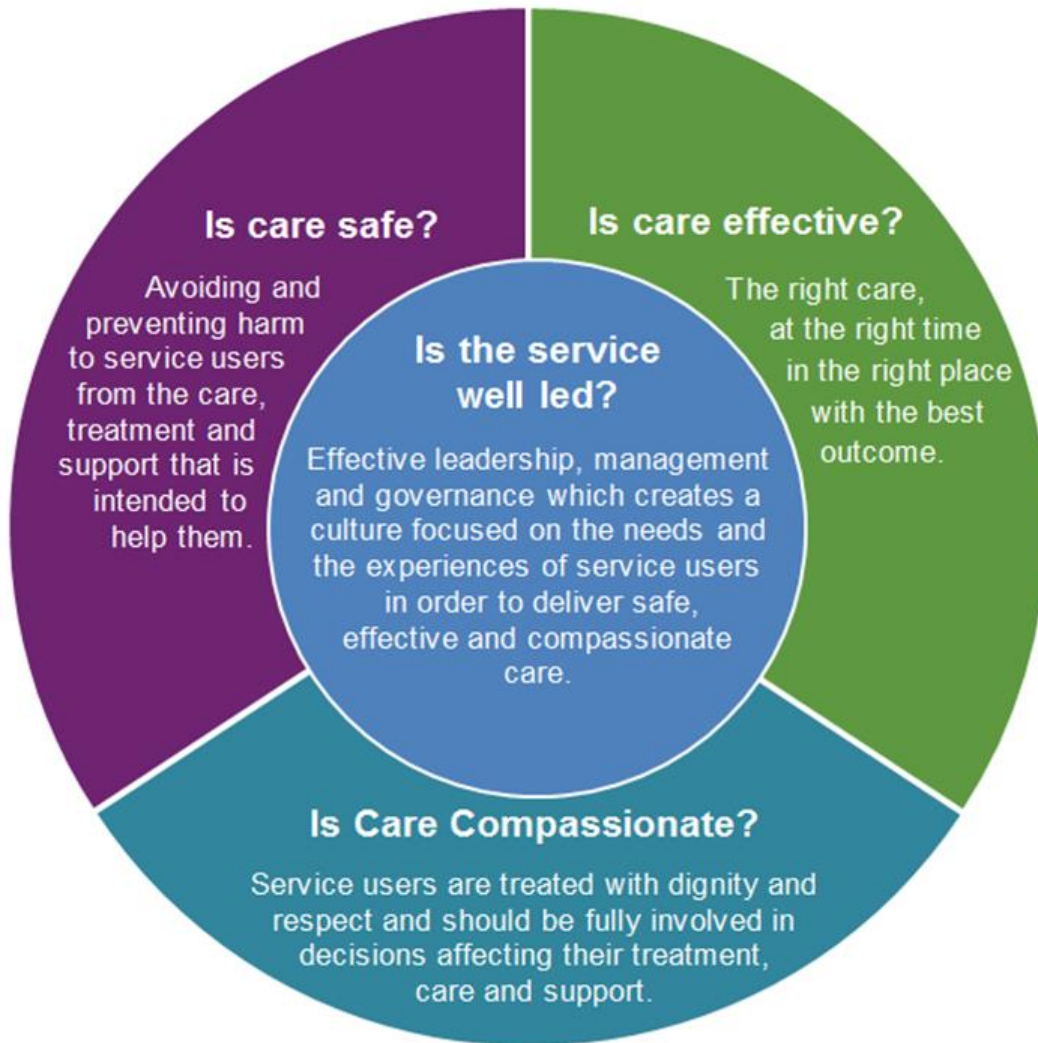 Is care safe?
Avoiding and
preventing harm
to service users
from the care,
treatment and
support that is
intended to
help them.
Is care effective?
The right care,
at the right time
in the right place
with the best
outcome.
Is the service
well led?
Effective leadership, management
and governance which creates a
culture focused on the needs and
the experiences of service users
in order to deliver safe,
effective and compassionate
care.
Is Care Compassionate?
Service users are treated with dignity and
respect and should be fully involved in
decisions affecting their treatment,
care and support.